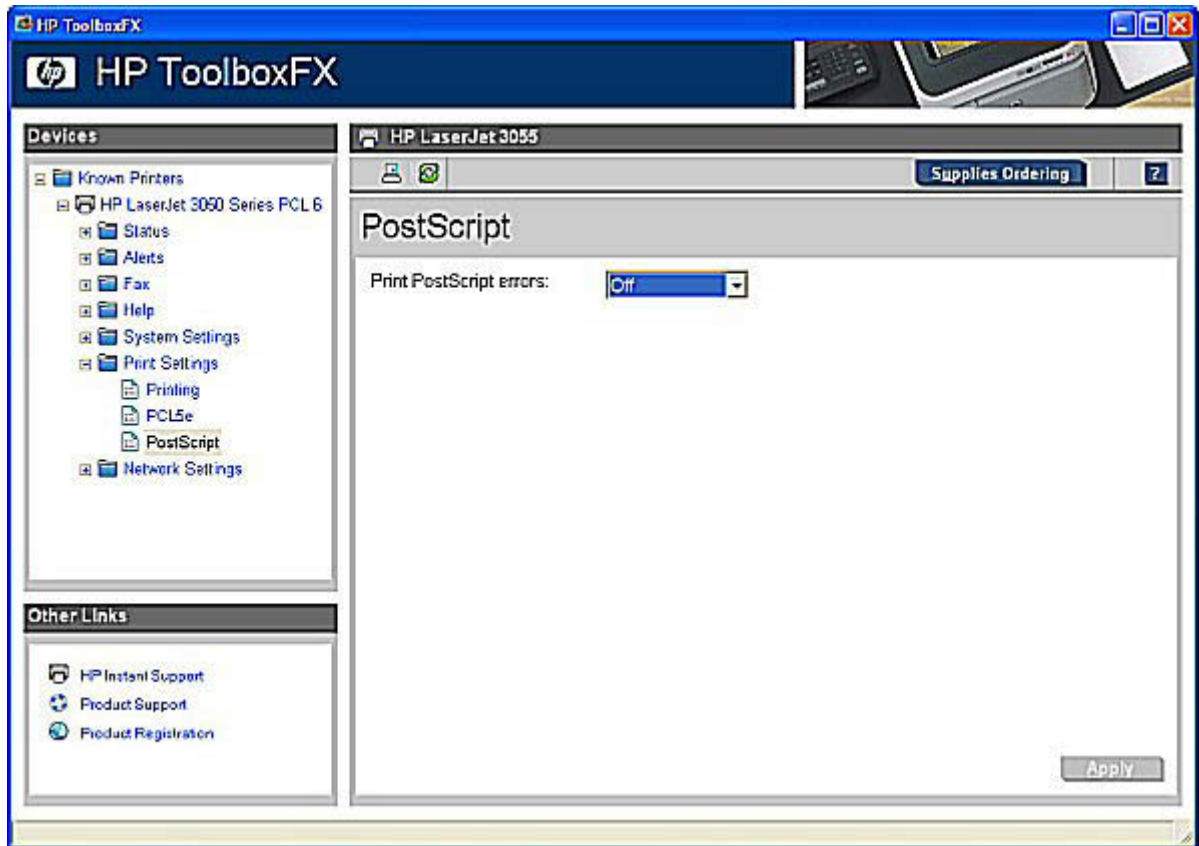 HP ToolboxFX
hp HP ToolboxFX
Devices
Known Printers
HP LaserJet 3050 Series PCL 6
Status
Alerts
Fax
Help
System Settings
Print Settings
Printing
PCL5e
PostScript
Network Settings
Other Links
HP Instant Support
Product Support
Product Registration
HP LaserJet 3055
Supplies Ordering
?
PostScript
Print PostScript errors: Off
Apply